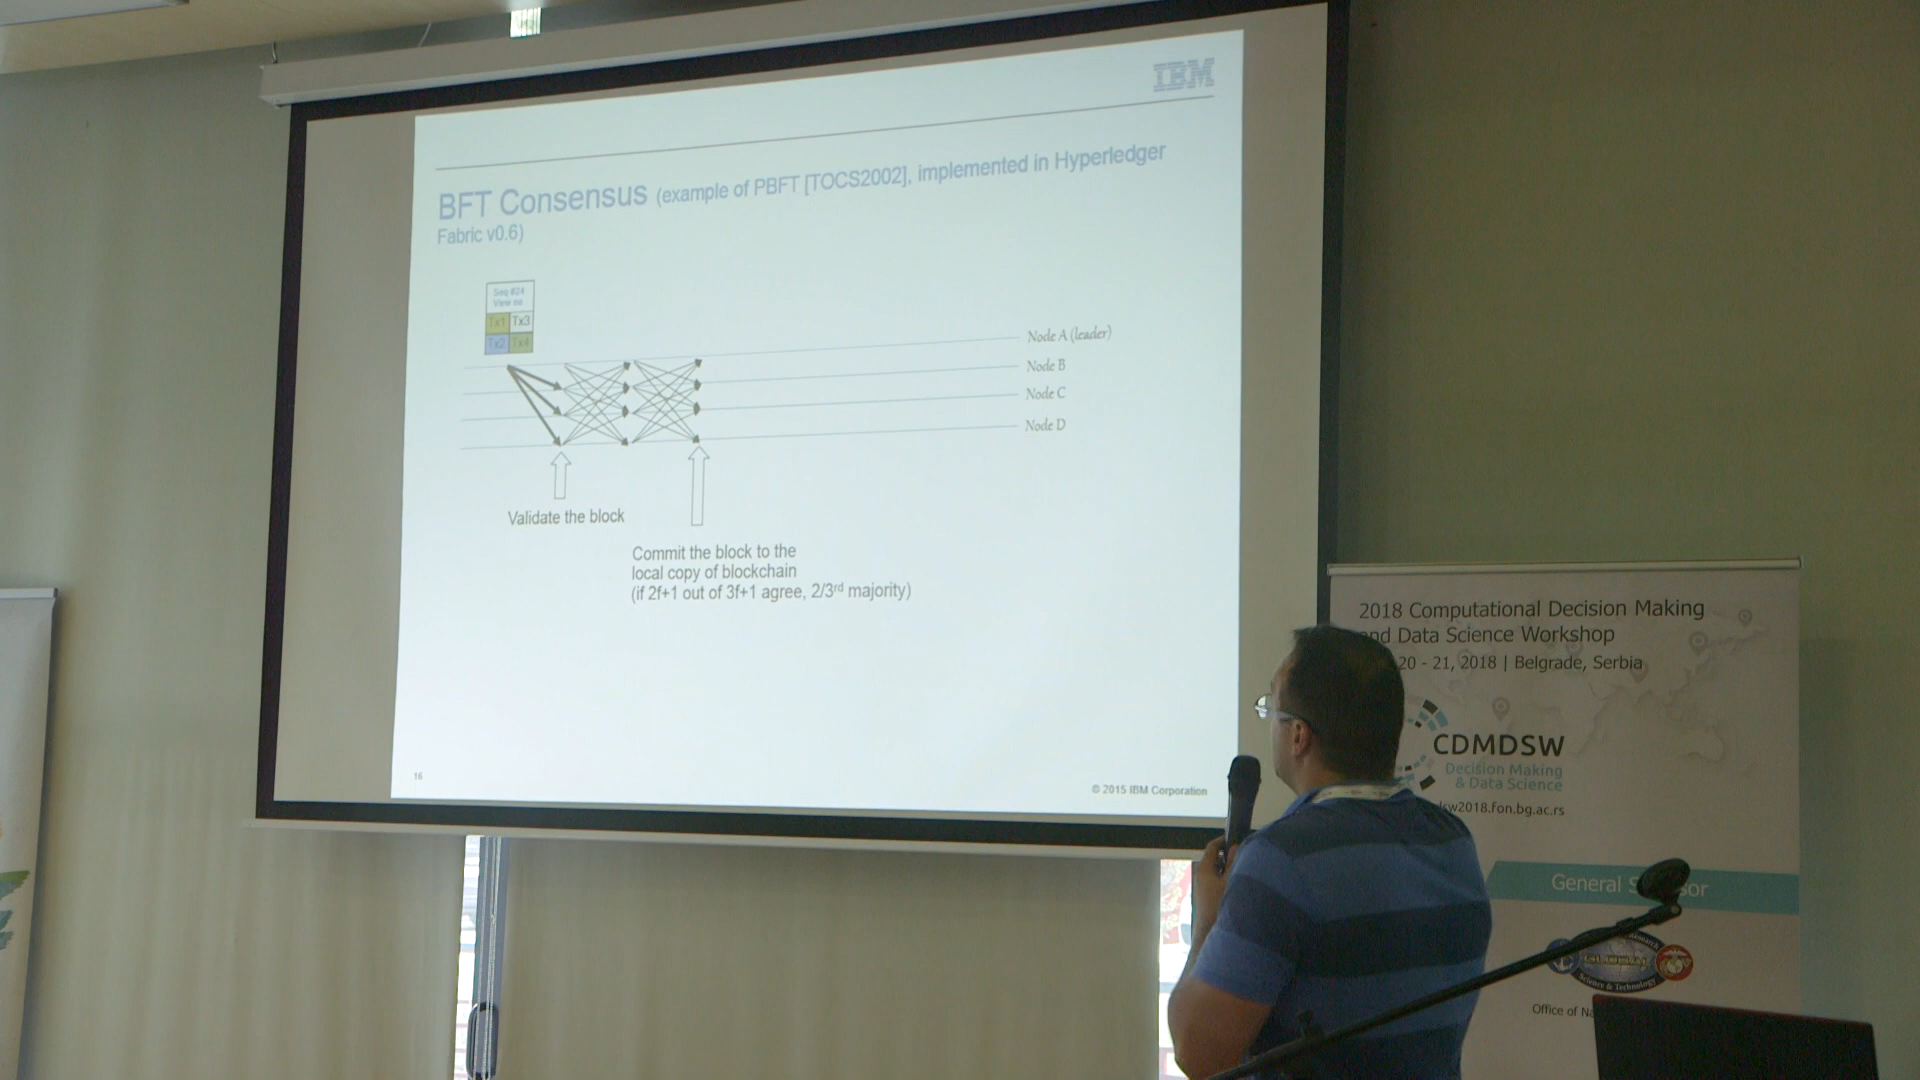 IBM
BFT Consensus (example of PBFT [TOCS2002], implemented in Hyperledger
Fabric v0.6)
Seq #24
View
Tx1 Tx3
Tx2 Tx4
Node A (leader)
Node B
Node C
Node D
Validate the block
Commit the block to the
local copy of blockchain
(if 2f+1 out of 3f+1 agree, 2/3rd majority)
16
© 2015 IBM Corporation
2018 Computational Decision Making
and Data Science Workshop
20 - 21, 2018 | Belgrade, Serbia
CDMDSW
Decision Making
& Data Science
sw2018.fon.bg.ac.rs
General
GLOBAL
Science & Technology
Office of